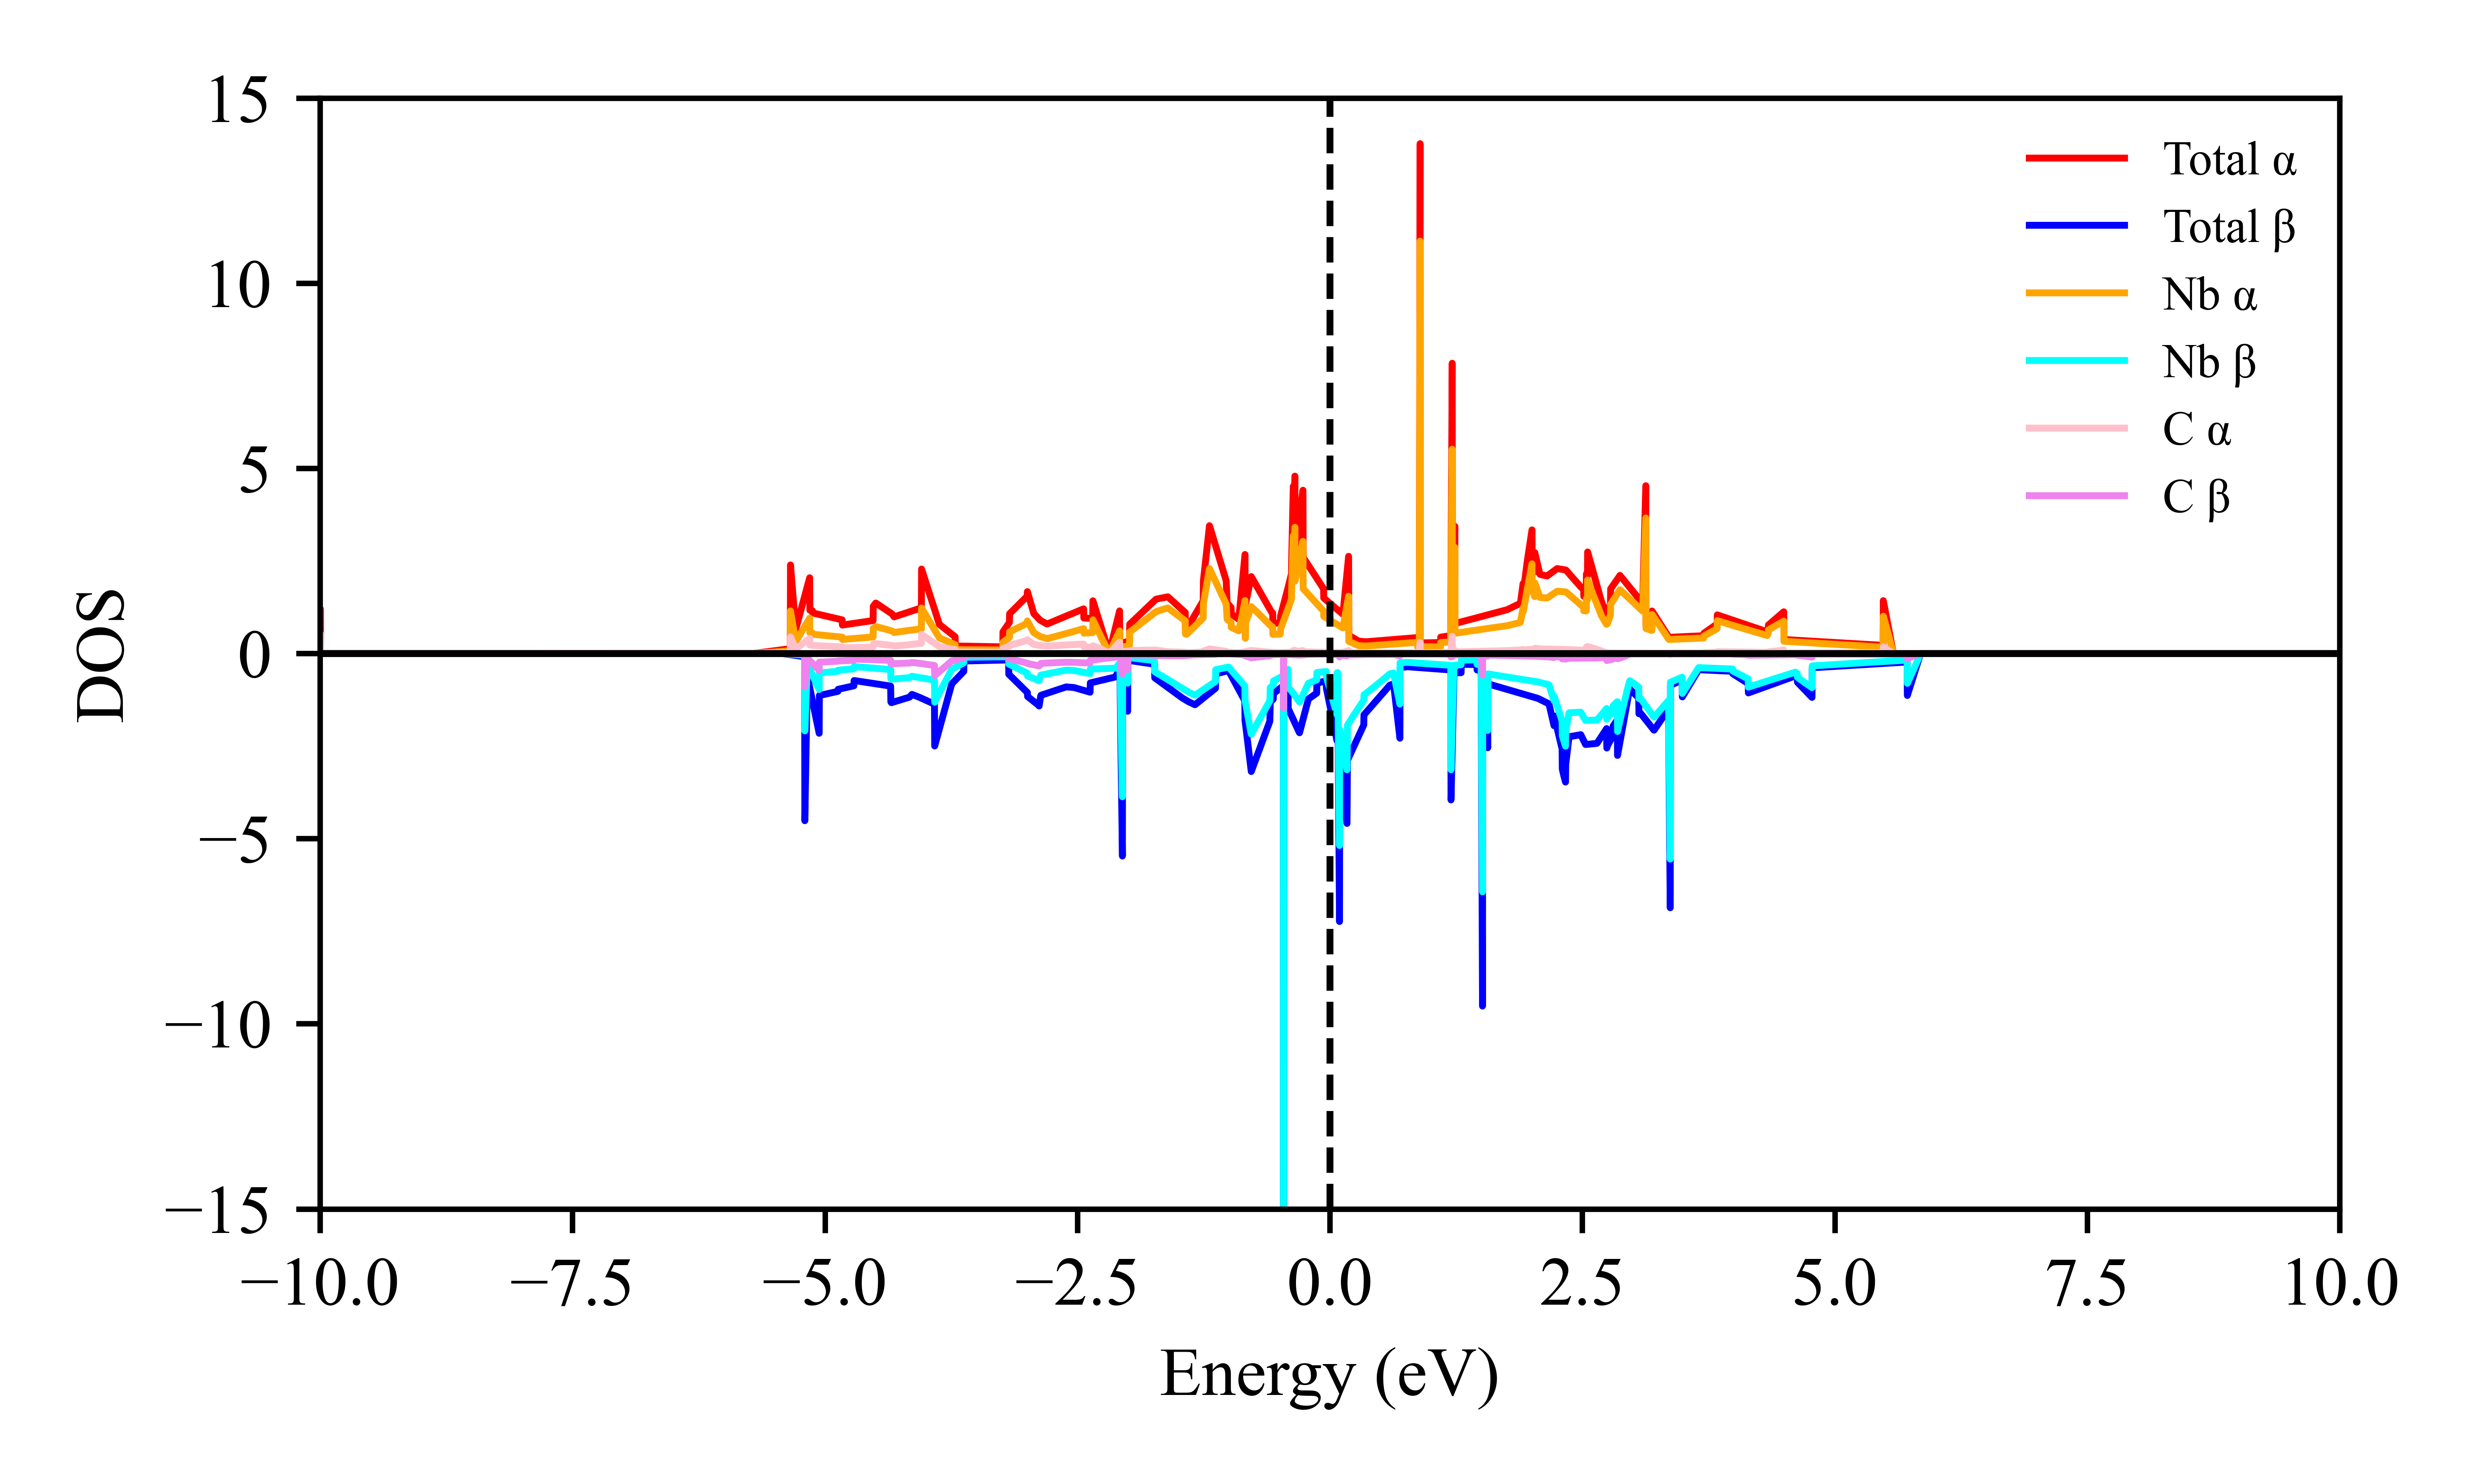 15
10
5
0
−5
−10
−15
DOS
−10.0
−7.5
−5.0
−2.5
0.0
2.5
5.0
7.5
10.0
Energy (eV)
Total α
Total β
Nb α
Nb β
C α
C β